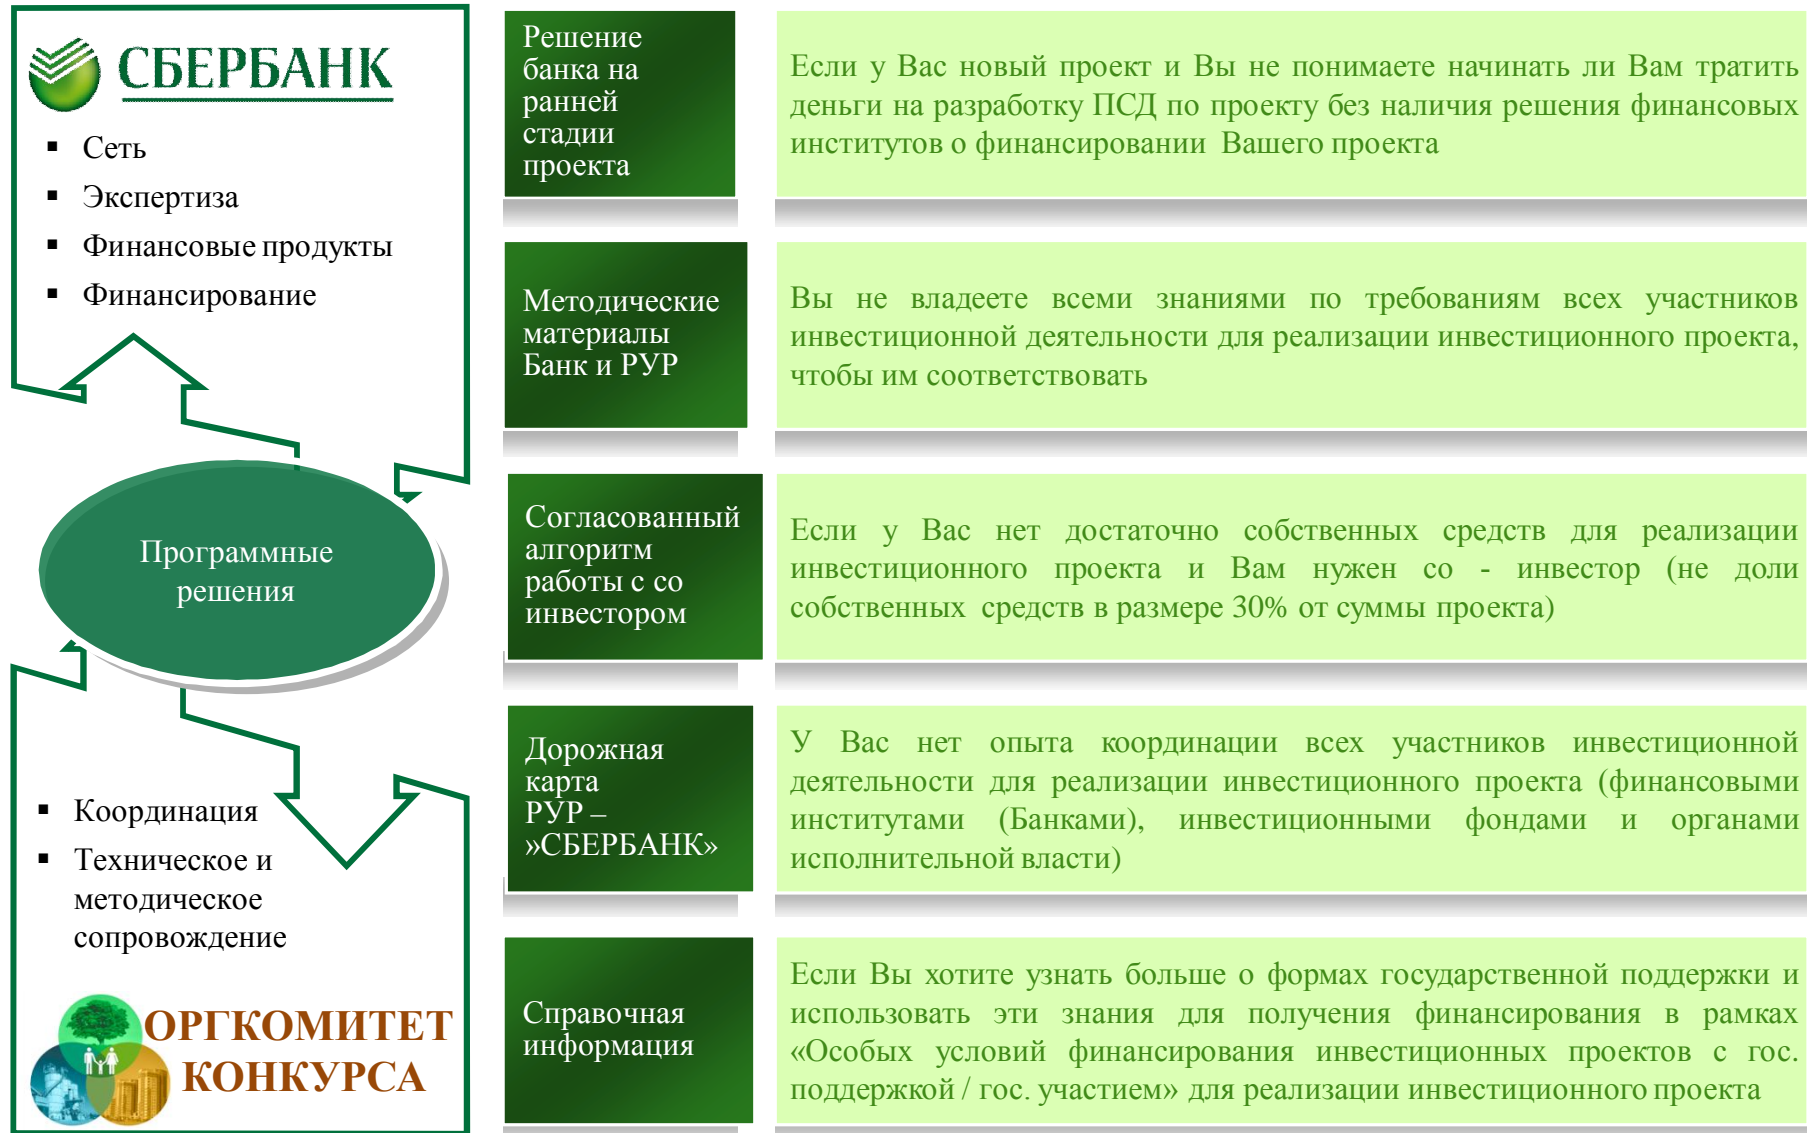 СБЕРБАНК
Сеть
Экспертиза
Финансовые продукты
Финансирование
Программные
решения
Координация
Техническое и
методическое
сопровождение
ОРГКОМИТЕТ
КОНКУРСА
Решение
банка на
ранней
стадии
проекта
Если у Вас новый проект и Вы не понимаете начинать ли Вам тратить
деньги на разработку ПСД по проекту без наличия решения финансовых
институтов о финансировании Вашего проекта
Методические
материалы
Банк и РУР
Вы не владеете всеми знаниями по требованиям всех участников
инвестиционной деятельности для реализации инвестиционного проекта,
чтобы им соответствовать
Согласованный
алгоритм
работы с со
инвестором
Если у Вас нет достаточно собственных средств для реализации
инвестиционного проекта и Вам нужен со - инвестор (не доли
собственных средств в размере 30% от суммы проекта)
Дорожная
карта
РУР –
»СБЕРБАНК»
У Вас нет опыта координации всех участников инвестиционной
деятельности для реализации инвестиционного проекта (финансовыми
институтами (Банками), инвестиционными фондами и органами
исполнительной власти)
Справочная
информация
Если Вы хотите узнать больше о формах государственной поддержки и
использовать эти знания для получения финансирования в рамках
«Особых условий финансирования инвестиционных проектов с гос.
поддержкой / гос. участием» для реализации инвестиционного проекта